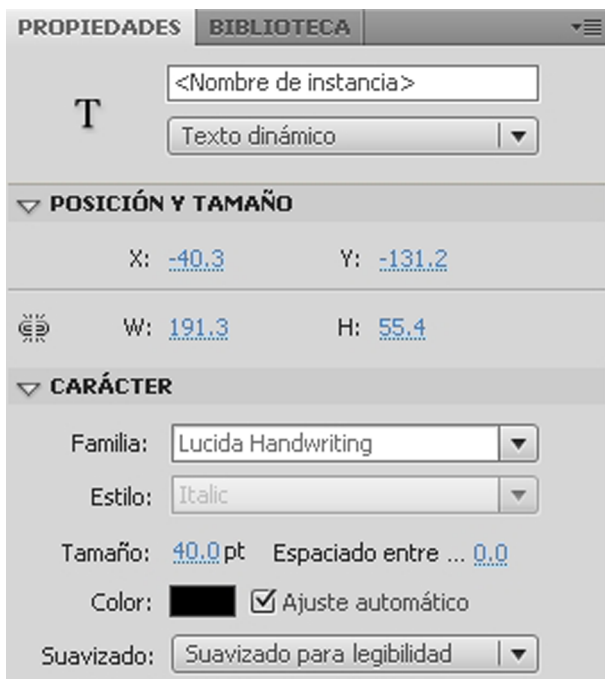 PROPIEDADES BIBLIOTECA
T
<Nombre de instancia>
Texto dinámico
POSICIÓN Y TAMAÑO
X: -40.3 Y: -131.2
W: 191.3 H: 55.4
CARÁCTER
Familia: Lucida Handwriting
Estilo: Italic
Tamaño: 40.0 pt Espaciado entre ... 0.0
Color: Ajuste automático
Suavizado: Suavizado para legibilidad